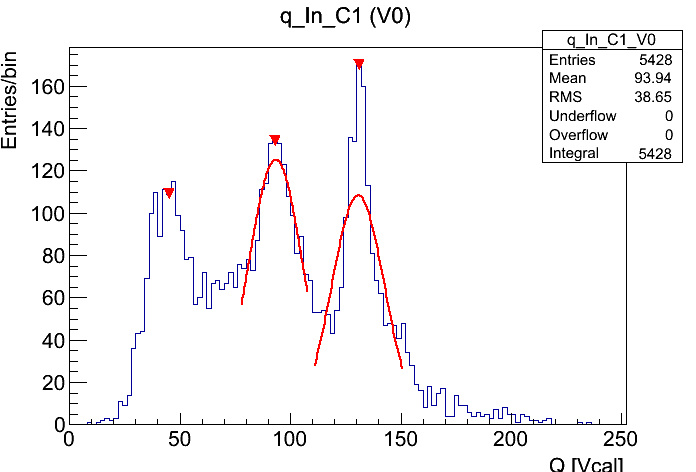 q_In_C1 (V0)
q_In_C1_V0
Entries 5428
Mean 93.94
RMS 38.65
Underflow 0
Overflow 0
Integral 5428
Entries/bin
160
140
120
100
80
60
40
20
0
0 50 100 150 200 250
Q [Vcal]